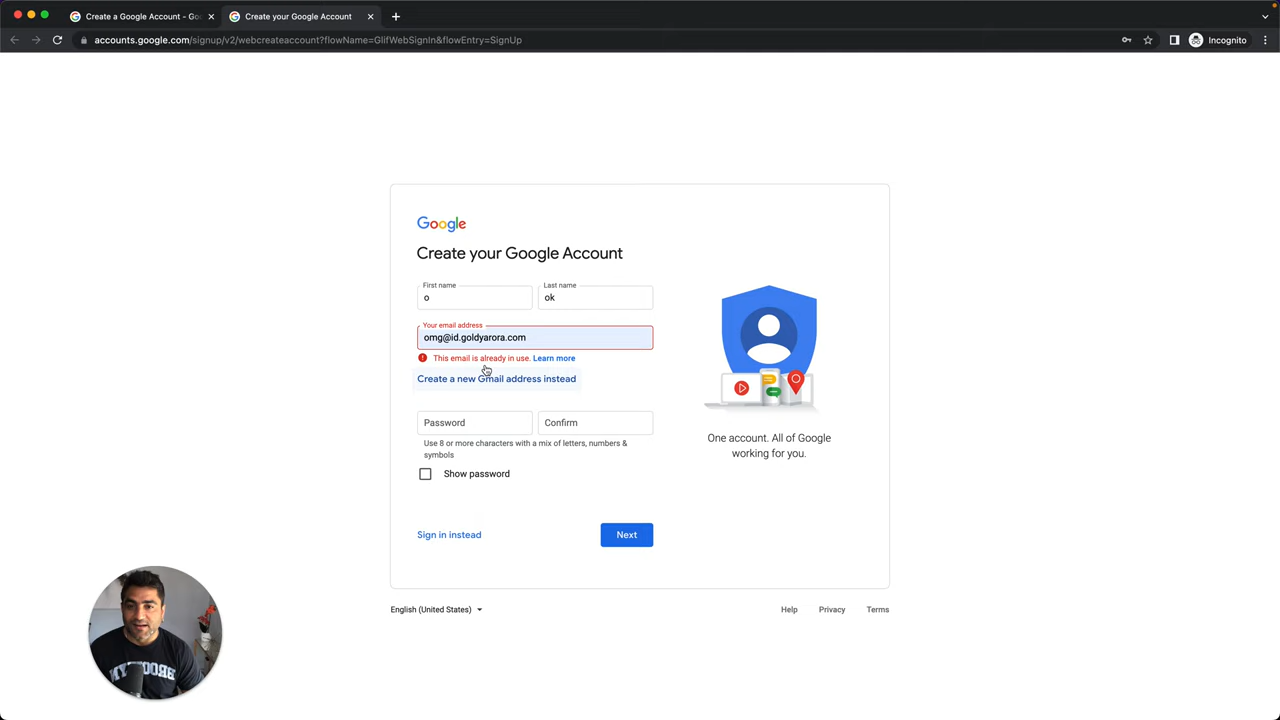 Create a Google Account - Go
Create your Google Account
accounts.google.com/signup/v2/webcreateaccount?flowName=GlifWebSignIn&flowEntry=SignUp
Incognito
Google
Create your Google Account
First name
o
Last name
ok
Your email address
omg@id.goldyarora.com
This email is already in use. Learn more
Create a new Gmail address instead
Password
Confirm
Use 8 or more characters with a mix of letters, numbers &
symbols
Show password
Sign in instead
Next
One account. All of Google
working for you.
English (United States)
Help
Privacy
Terms